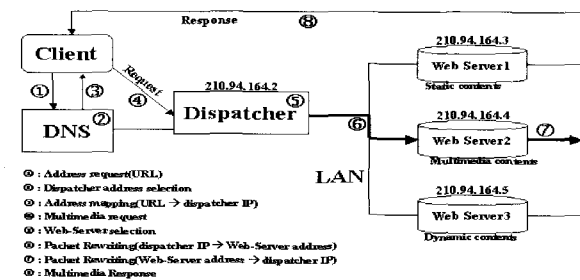 Response ⑧
210.94.164.3
Client
Web Server1
Static contents
Request
① ③ ④
210.94.164.2
② ⑤
DNS
Dispatcher
⑥
210.94.164.4
Web Server2
⑦
Multimedia contents
LAN
210.94.164.5
Web Server3
Dynamic contents
① : Address request(URL)
② : Dispatcher address selection
③ : Address mapping(URL → dispatcher IP)
④ : Multimedia request
⑤ : Web-Server selection
⑥ : Packet Rewriting(dispatcher IP → Web-Server address)
⑦ : Packet Rewriting(Web-Server address → dispatcher IP)
⑧ : Multimedia Response